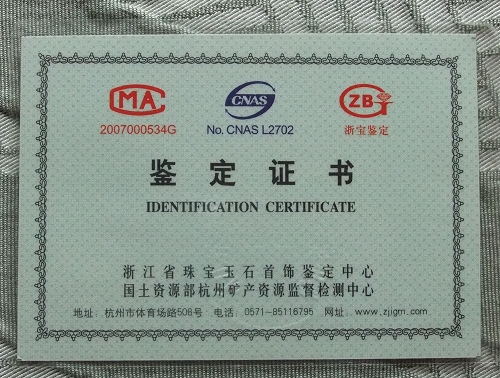 MA
CNAS
ZB
2007000534G
No. CNAS L2702
浙宝鉴定
鉴定证书
IDENTIFICATION CERTIFICATE
浙江省珠宝玉石首饰鉴定中心
国土资源部杭州矿产资源监督检测中心
地址：杭州市体育场路508号 电话：0571-85116795 网址：www.zjigm.com